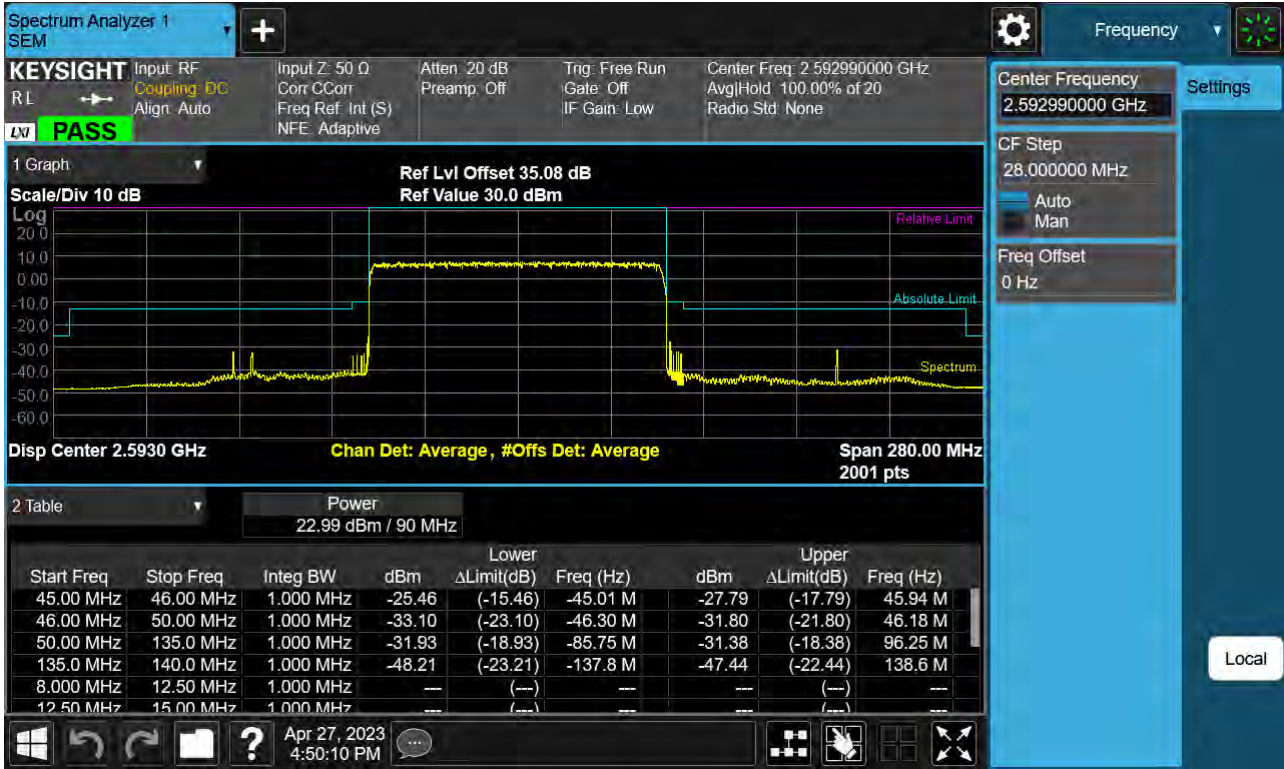 Spectrum Analyzer 1
SEM
Frequency
KEYSIGHT
Input: RF
Coupling: DC
Align: Auto
Input Z: 50 Ω
Corr CCorr
Freq Ref: Int (S)
NFE: Adaptive
Atten: 20 dB
Preamp: Off
Trig: Free Run
Gate: Off
IF Gain: Low
Center Freq: 2.592990000 GHz
Avg|Hold: 100.00% of 20
Radio Std: None
R L
LXI PASS
Center Frequency
2.592990000 GHz
Settings
CF Step
28.000000 MHz
Auto
Man
Freq Offset
0 Hz
Local
1 Graph
Scale/Div 10 dB
Ref Lvl Offset 35.08 dB
Ref Value 30.0 dBm
Log
20.0
10.0
0.00
-10.0
-20.0
-30.0
-40.0
-50.0
-60.0
Relative Limit
Absolute Limit
Spectrum
Disp Center 2.5930 GHz
Chan Det: Average, #Offs Det: Average
Span 280.00 MHz
2001 pts
2 Table
Power
22.99 dBm / 90 MHz
Lower Upper
Start Freq Stop Freq Integ BW dBm ΔLimit(dB) Freq (Hz) dBm ΔLimit(dB) Freq (Hz)
45.00 MHz 46.00 MHz 1.000 MHz -25.46 (-15.46) -45.01 M -27.79 (-17.79) 45.94 M
46.00 MHz 50.00 MHz 1.000 MHz -33.10 (-23.10) -46.30 M -31.80 (-21.80) 46.18 M
50.00 MHz 135.0 MHz 1.000 MHz -31.93 (-18.93) -85.75 M -31.38 (-18.38) 96.25 M
135.0 MHz 140.0 MHz 1.000 MHz -48.21 (-23.21) -137.8 M -47.44 (-22.44) 138.6 M
8.000 MHz 12.50 MHz 1.000 MHz --- (---) --- --- (---) ---
12.50 MHz 15.00 MHz 1.000 MHz --- (---) --- --- (---) ---
?
Apr 27, 2023
4:50:10 PM